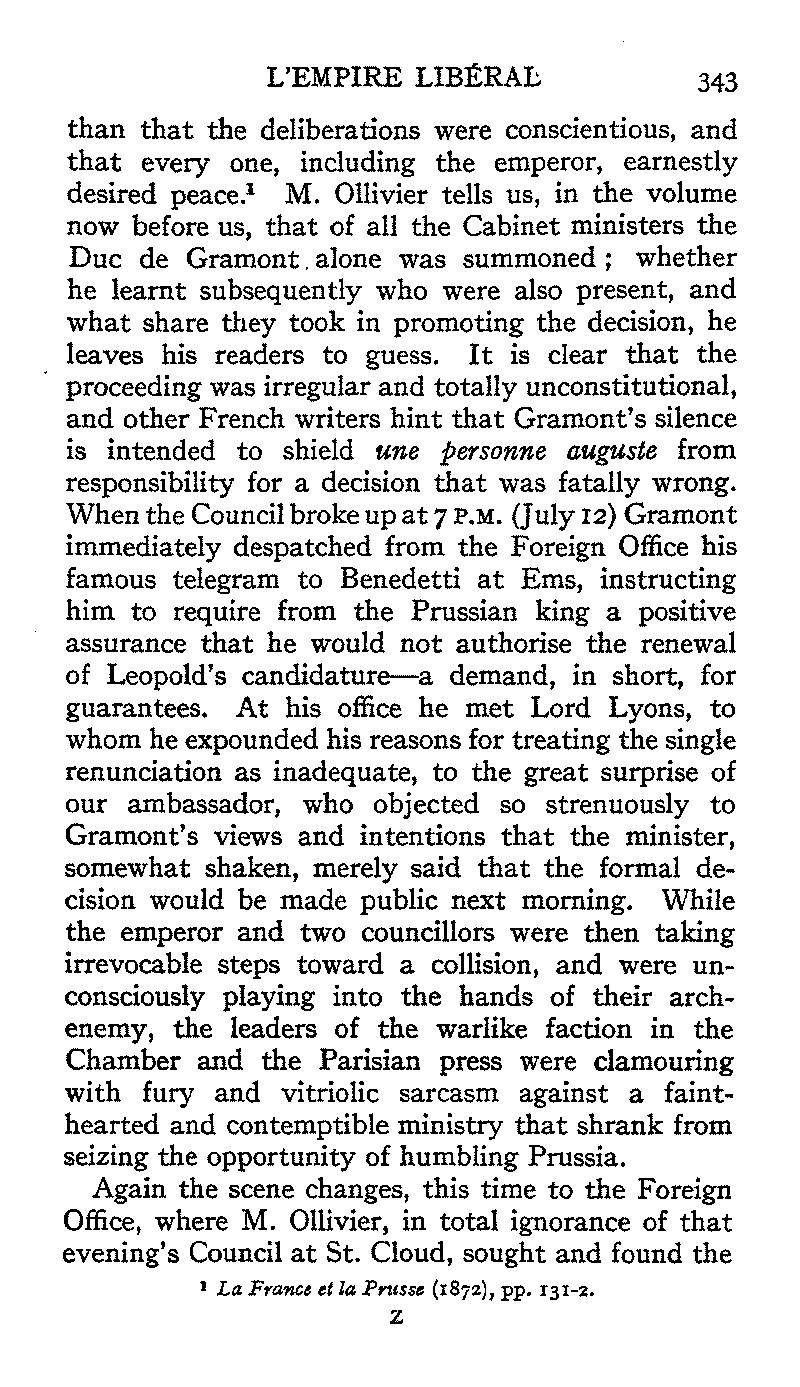 L'EMPIRE LIBÉRAL 343
than that the deliberations were conscientious, and
that every one, including the emperor, earnestly
desired peace.¹ M. Ollivier tells us, in the volume
now before us, that of all the Cabinet ministers the
Duc de Gramont alone was summoned ; whether
he learnt subsequently who were also present, and
what share they took in promoting the decision, he
leaves his readers to guess. It is clear that the
proceeding was irregular and totally unconstitutional,
and other French writers hint that Gramont's silence
is intended to shield une personne auguste from
responsibility for a decision that was fatally wrong.
When the Council broke up at 7 P.M. (July 12) Gramont
immediately despatched from the Foreign Office his
famous telegram to Benedetti at Ems, instructing
him to require from the Prussian king a positive
assurance that he would not authorise the renewal
of Leopold's candidature—a demand, in short, for
guarantees. At his office he met Lord Lyons, to
whom he expounded his reasons for treating the single
renunciation as inadequate, to the great surprise of
our ambassador, who objected so strenuously to
Gramont's views and intentions that the minister,
somewhat shaken, merely said that the formal de-
cision would be made public next morning. While
the emperor and two councillors were then taking
irrevocable steps toward a collision, and were un-
consciously playing into the hands of their arch-
enemy, the leaders of the warlike faction in the
Chamber and the Parisian press were clamouring
with fury and vitriolic sarcasm against a faint-
hearted and contemptible ministry that shrank from
seizing the opportunity of humbling Prussia.
Again the scene changes, this time to the Foreign
Office, where M. Ollivier, in total ignorance of that
evening's Council at St. Cloud, sought and found the
¹ La France et la Prusse (1872), pp. 131-2.
Z